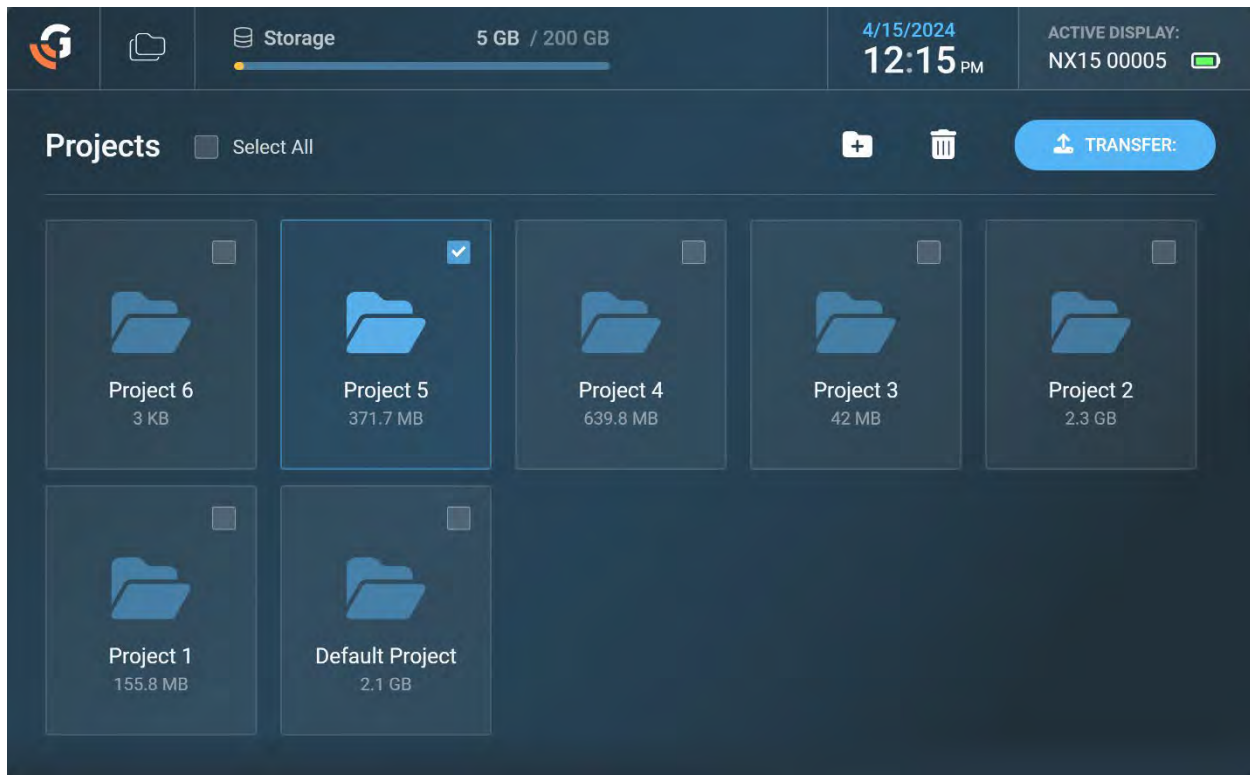 Storage 5 GB / 200 GB
4/15/2024
12:15 PM
ACTIVE DISPLAY:
NX15 00005
Projects Select All
TRANSFER:
Project 6
3 KB
Project 5
371.7 MB
Project 4
639.8 MB
Project 3
42 MB
Project 2
2.3 GB
Project 1
155.8 MB
Default Project
2.1 GB